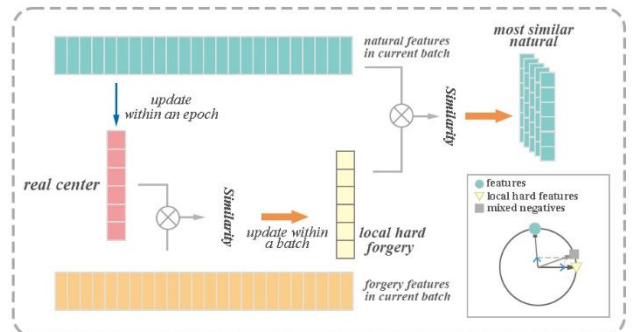 natural features
in current batch
most similar
natural
update
within an epoch
Similarity
real center
Similarity
update within
a batch
local hard
forgery
features
local hard features
mixed negatives
forgery features
in current batch